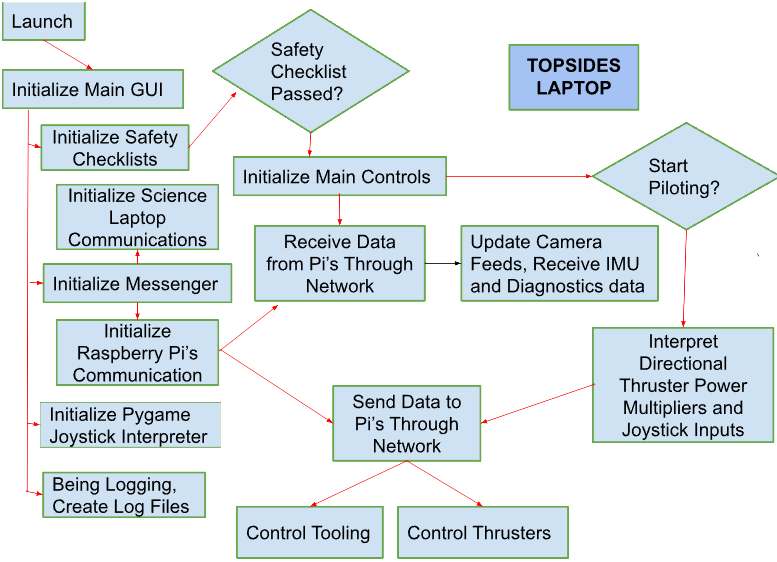 Launch
Initialize Main GUI
Initialize Safety
Checklists
Safety
Checklist
Passed?
TOPSIDES
LAPTOP
Initialize Main Controls
Start
Piloting?
Initialize Science
Laptop
Communications
Initialize Messenger
Initialize
Raspberry Pi's
Communication
Receive Data
from Pi's Through
Network
Update Camera
Feeds, Receive IMU
and Diagnostics data
Interpret
Directional
Thruster Power
Multipliers and
Joystick Inputs
Initialize Pygame
Joystick Interpreter
Send Data to
Pi's Through
Network
Being Logging,
Create Log Files
Control Tooling
Control Thrusters